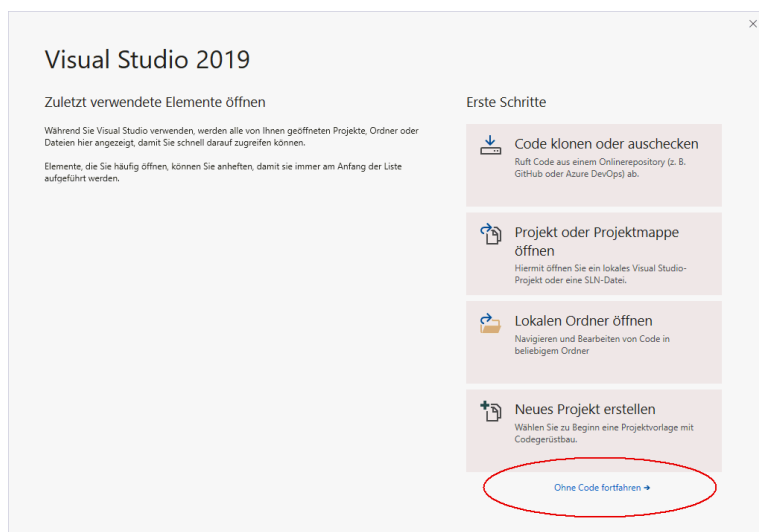 Visual Studio 2019
Zuletzt verwendete Elemente öffnen
Während Sie Visual Studio verwenden, werden alle von Ihnen geöffneten Projekte, Ordner oder
Dateien hier angezeigt, damit Sie schnell darauf zugreifen können.
Elemente, die Sie häufig öffnen, können Sie anheften, damit sie immer am Anfang der Liste
aufgeführt werden.
Erste Schritte
Code klonen oder auschecken
Ruft Code aus einem Onlinerepository (z. B.
GitHub oder Azure DevOps) ab.
Projekt oder Projektmappe
öffnen
Hiermit öffnen Sie ein lokales Visual Studio-
Projekt oder eine SLN-Datei.
Lokalen Ordner öffnen
Navigieren und Bearbeiten von Code in
beliebigem Ordner
Neues Projekt erstellen
Wählen Sie zu Beginn eine Projektvorlage mit
Codegerüstbau.
Ohne Code fortfahren →